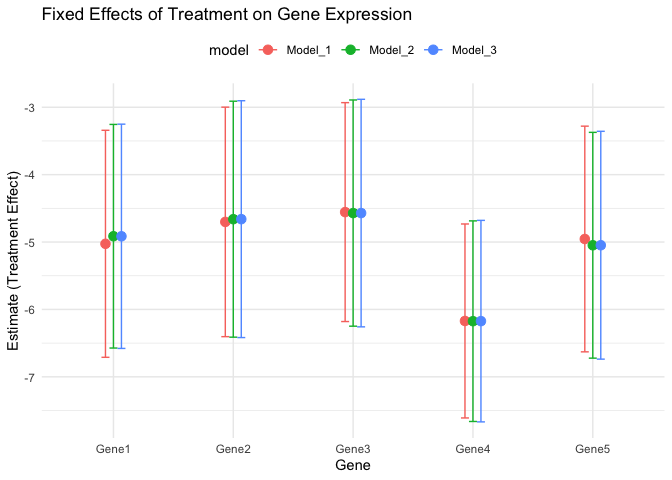 Fixed Effects of Treatment on Gene Expression
model Model_1 Model_2 Model_3
Estimate (Treatment Effect)
-3
-4
-5
-6
-7
Gene1 Gene2 Gene3 Gene4 Gene5
Gene